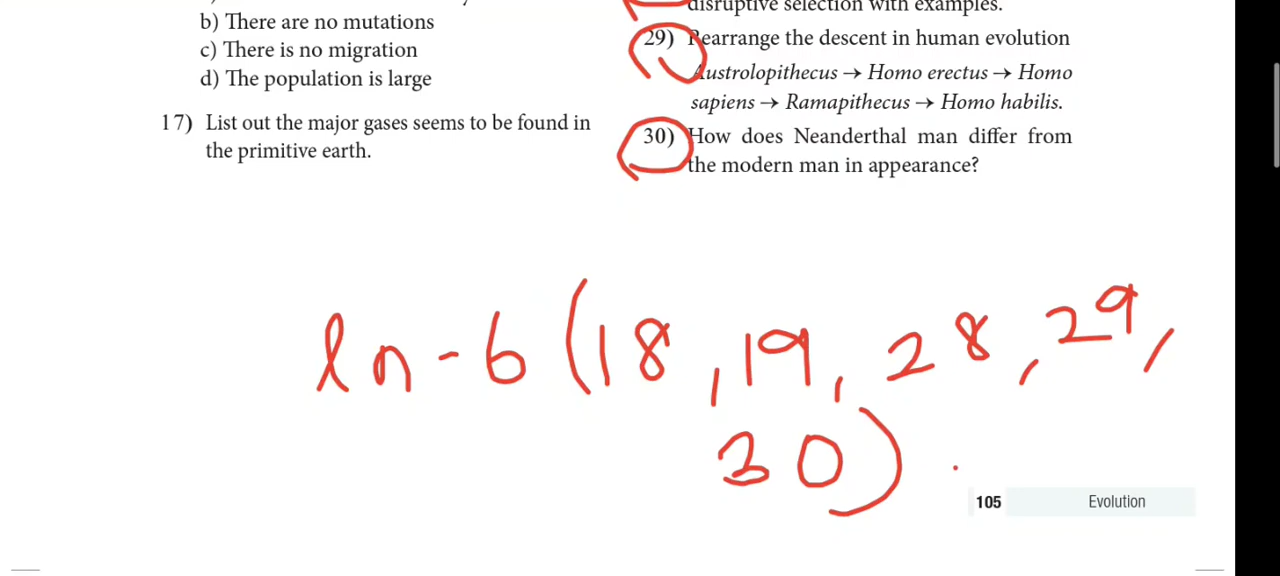 b) There are no mutations
c) There is no migration
d) The population is large
17) List out the major gases seems to be found in
the primitive earth.
disruptive selection with examples.
29) Rearrange the descent in human evolution
Austrolopithecus → Homo erectus → Homo
sapiens → Ramapithecus → Homo habilis.
30) How does Neanderthal man differ from
the modern man in appearance?
ln-6 (18, 19, 28, 29,
30).
105 Evolution